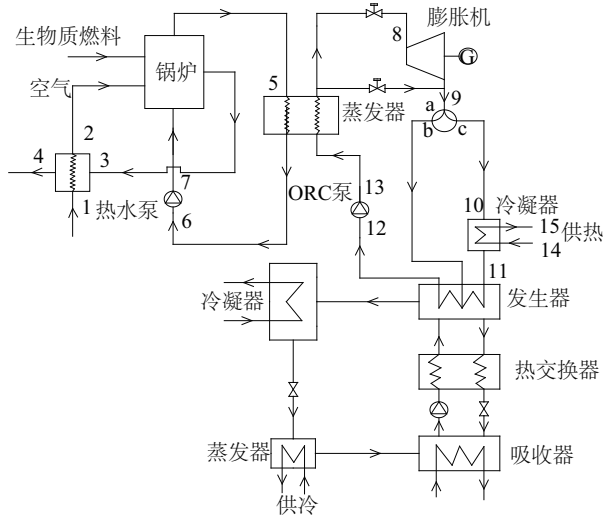 膨胀机
8
G
生物质燃料
锅炉
空气
5
蒸发器
9
a
b
c
2
4
3
7
1
热水泵
6
ORC泵
13
12
10
冷凝器
15
供热
14
11
冷凝器
发生器
热交换器
蒸发器
吸收器
供冷